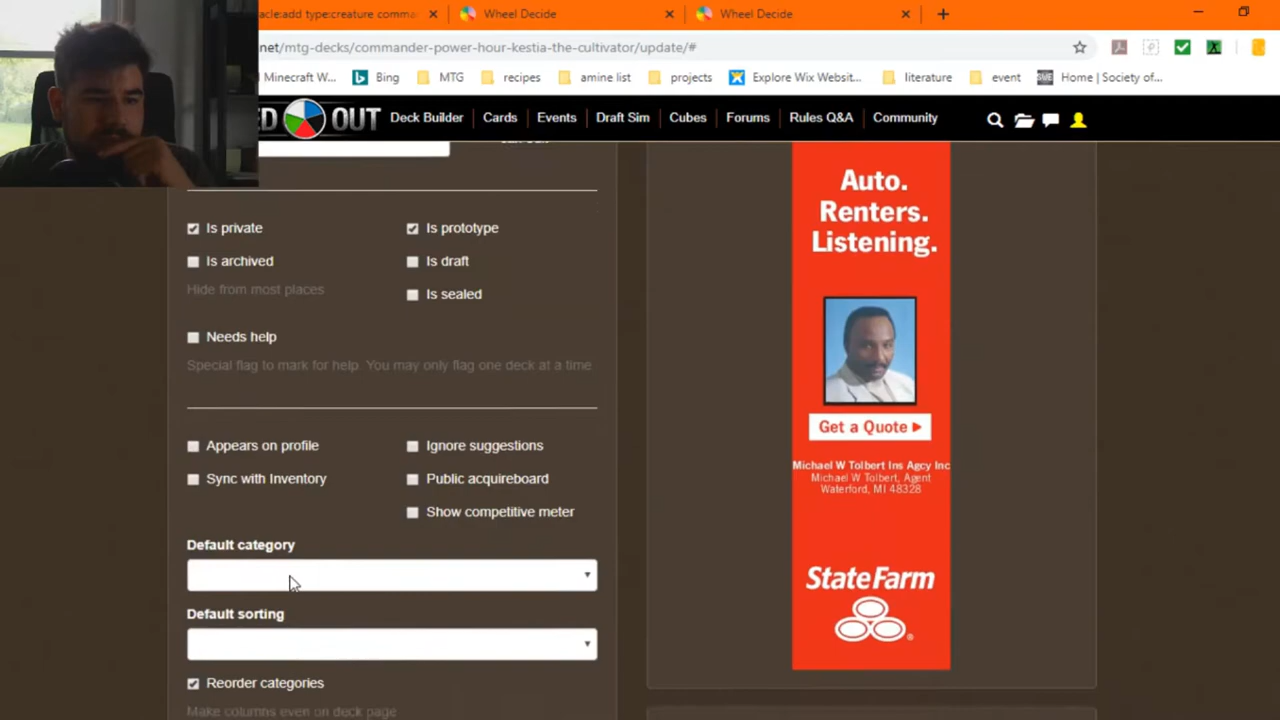 racle:add type:creature comma
Wheel Decide
Wheel Decide
net/mtg-decks/commander-power-hour-kestia-the-cultivator/update/#
Minecraft W...
Bing
MTG
recipes
amine list
projects
Explore Wix Websit...
literature
event
Home | Society of...
ED OUT
Deck Builder
Cards
Events
Draft Sim
Cubes
Forums
Rules Q&A
Community
Auto.
Renters.
Listening.
Is private
Is prototype
Is archived
Is draft
Hide from most places
Is sealed
Needs help
Special flag to mark for help. You may only flag one deck at a time
Get a Quote
Michael W Tolbert Ins Agcy Inc
Michael W Tolbert, Agent
Waterford, MI 48328
Appears on profile
Ignore suggestions
Sync with Inventory
Public acquireboard
Show competitive meter
Default category
Default sorting
StateFarm
Reorder categories
Make columns even on deck page